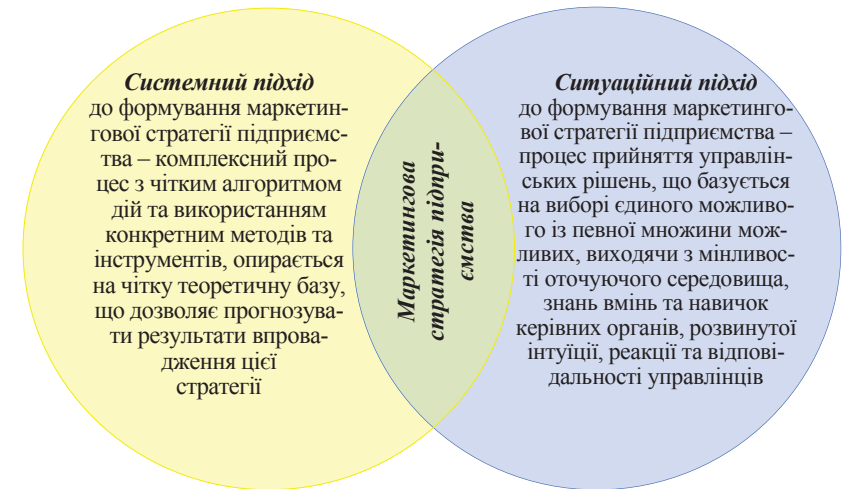 Системний підхід
до формування маркетин-
гової стратегії підприємс-
тва – комплексний про-
цес з чітким алгоритмом
дій та використанням
конкретним методів та
інструментів, опирається
на чітку теоретичну базу,
що дозволяє прогнозува-
ти результати впрова-
дження цієї
стратегії
Маркетингова
стратегія підпри-
ємства
Ситуаційний підхід
до формування маркетинго-
вої стратегії підприємства –
процес прийняття управлін-
ських рішень, що базується
на виборі єдиного можливо-
го із певної множини мож-
ливих, виходячи з мінливос-
ті оточуючого середовища,
знань вмінь та навичок
керівних органів, розвинутої
інтуїції, реакції та відпові-
дальності управлінців